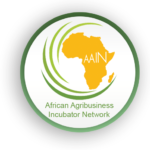 AAIN
African Agribusiness
Incubator Network